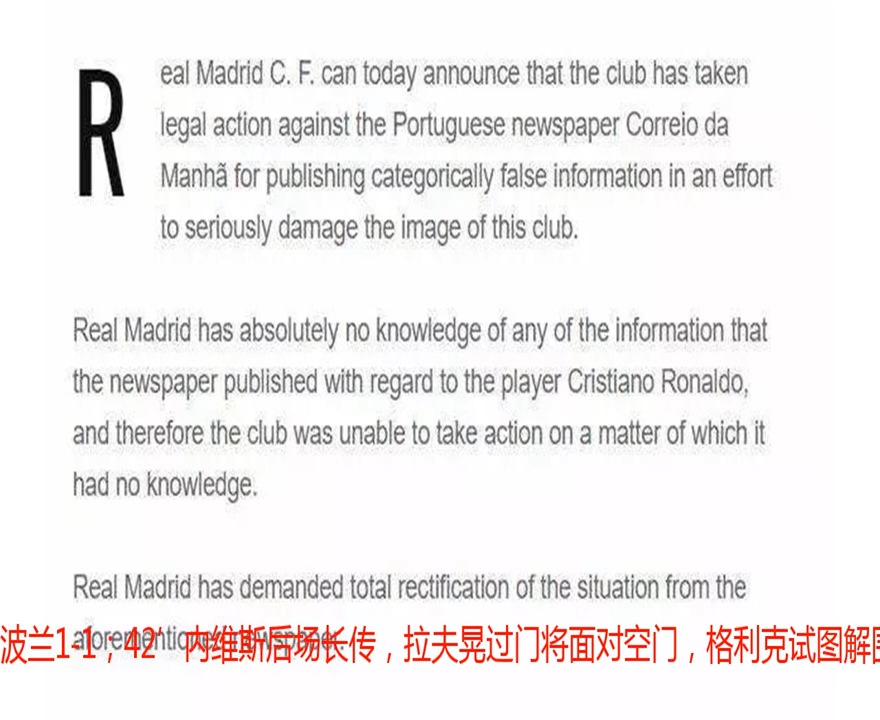 Real Madrid C. F. can today announce that the club has taken
legal action against the Portuguese newspaper Correio da
Manhã for publishing categorically false information in an effort
to seriously damage the image of this club.
Real Madrid has absolutely no knowledge of any of the information that
the newspaper published with regard to the player Cristiano Ronaldo,
and therefore the club was unable to take action on a matter of which it
had no knowledge.
Real Madrid has demanded total rectification of the situation from the
aforementioned newspaper.
波兰1-1；42’内维斯后场长传，拉夫晃过门将面对空门，格利克试图解围